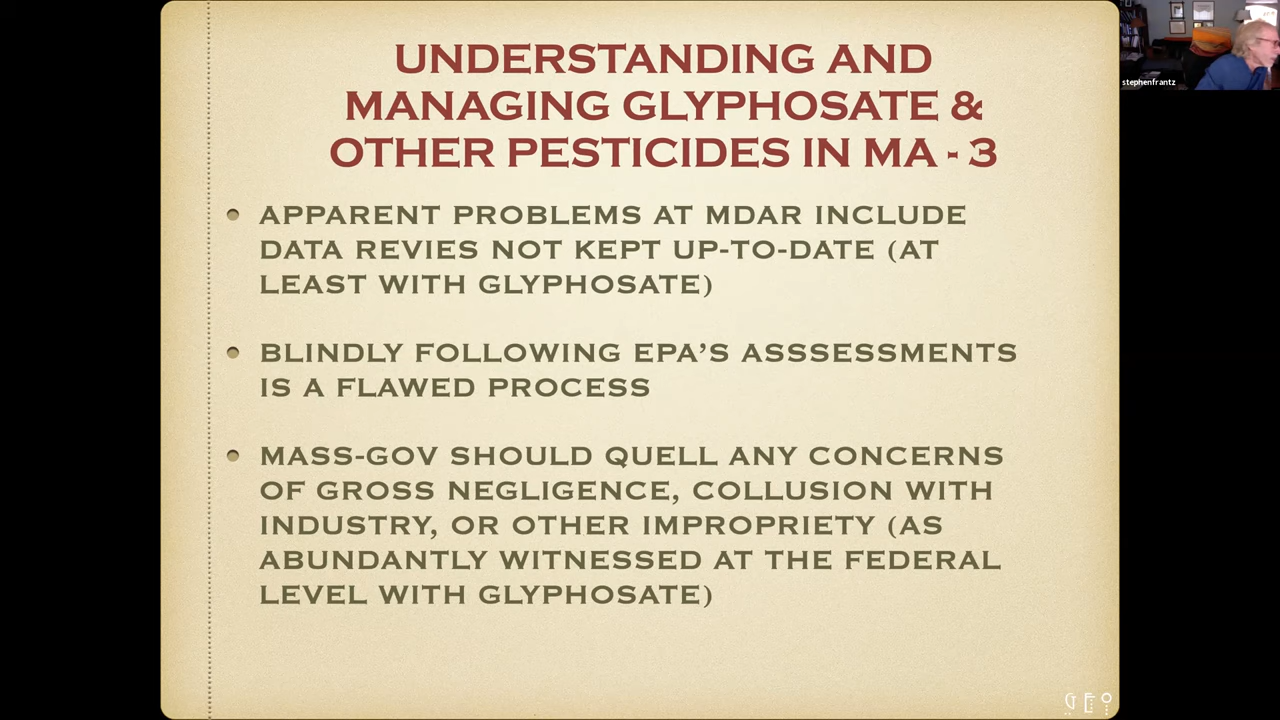 UNDERSTANDING AND
MANAGING GLYPHOSATE &
OTHER PESTICIDES IN MA - 3
APPARENT PROBLEMS AT MDAR INCLUDE
DATA REVIES NOT KEPT UP-TO-DATE (AT
LEAST WITH GLYPHOSATE)
BLINDLY FOLLOWING EPA’S ASSSESSMENTS
IS A FLAWED PROCESS
MASS-GOV SHOULD QUELL ANY CONCERNS
OF GROSS NEGLIGENCE, COLLUSION WITH
INDUSTRY, OR OTHER IMPROPRIETY (AS
ABUNDANTLY WITNESSED AT THE FEDERAL
LEVEL WITH GLYPHOSATE)
stephenfrantz